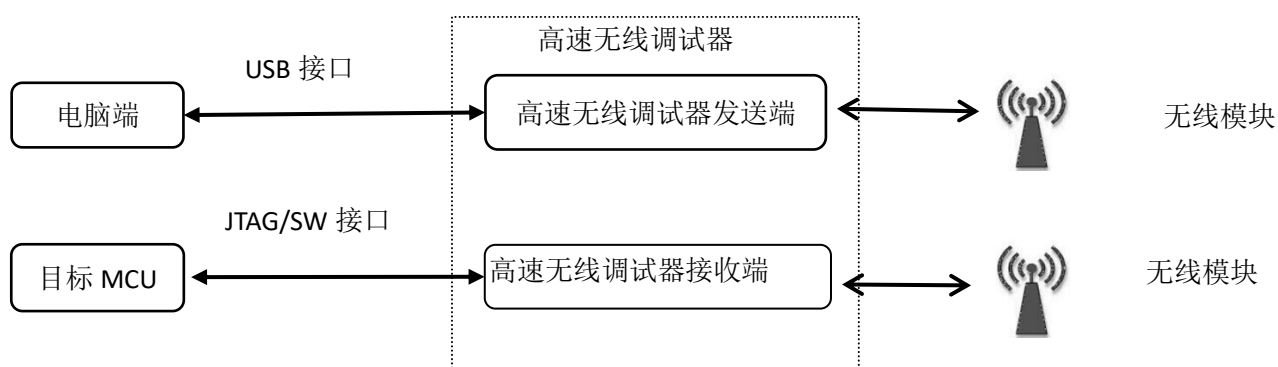 高速无线调试器
USB 接口
电脑端
高速无线调试器发送端
无线模块
JTAG/SW 接口
目标 MCU
高速无线调试器接收端
无线模块